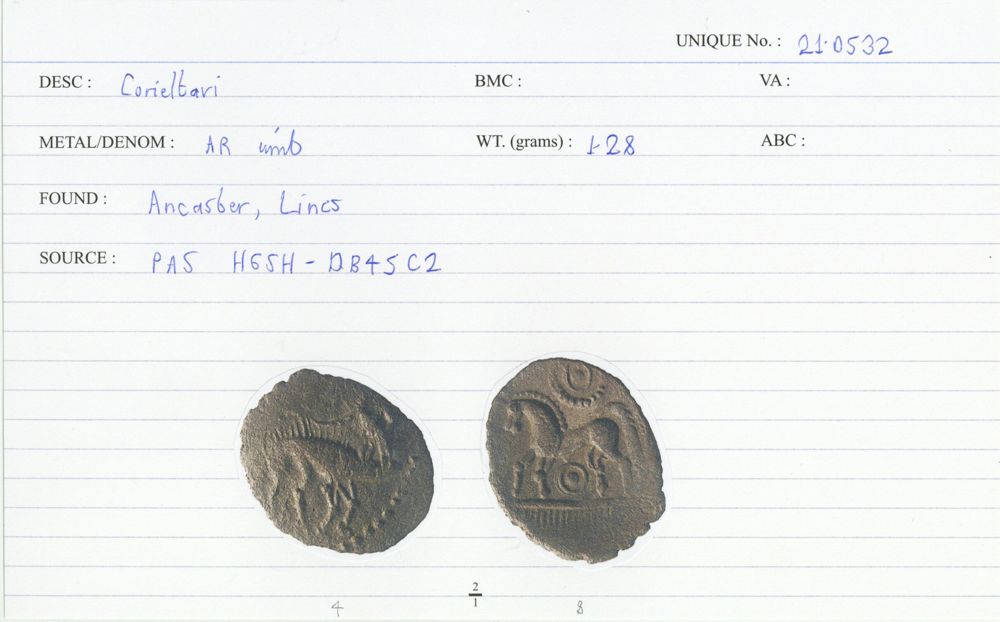 UNIQUE No. : 21·0532
DESC : Corieltavi BMC : VA :
METAL/DENOM : AR unit WT. (grams) : 1·28 ABC :
FOUND : Ancaster, Lincs
SOURCE : PAS HESH-DB45C2
2
1
4 8